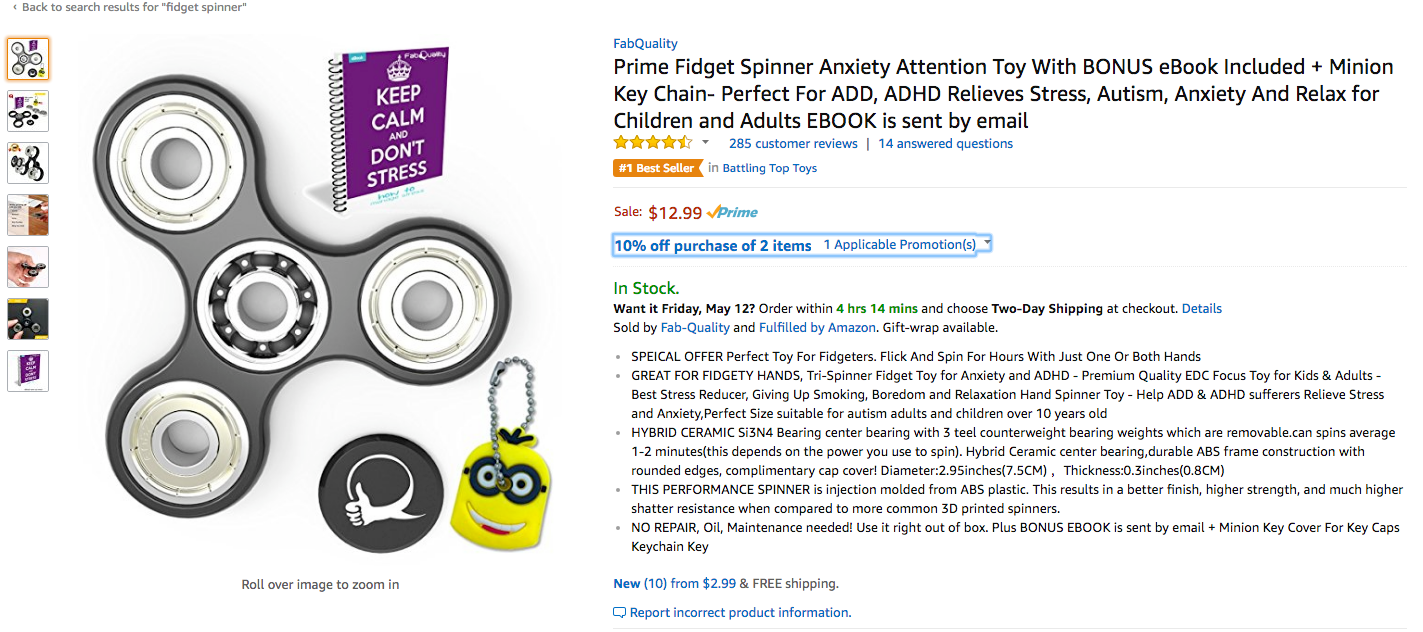 ‹ Back to search results for "fidget spinner"
FabQuality
KEEP
CALM
AND
DON'T
STRESS
how to
FabQuality
Prime Fidget Spinner Anxiety Attention Toy With BONUS eBook Included + Minion
Key Chain- Perfect For ADD, ADHD Relieves Stress, Autism, Anxiety And Relax for
Children and Adults EBOOK is sent by email
285 customer reviews | 14 answered questions
#1 Best Seller in Battling Top Toys
Sale: $12.99 Prime
10% off purchase of 2 items 1 Applicable Promotion(s)
In Stock.
Want it Friday, May 12? Order within 4 hrs 14 mins and choose Two-Day Shipping at checkout. Details
Sold by Fab-Quality and Fulfilled by Amazon. Gift-wrap available.
• SPEICAL OFFER Perfect Toy For Fidgeters. Flick And Spin For Hours With Just One Or Both Hands
• GREAT FOR FIDGETY HANDS, Tri-Spinner Fidget Toy for Anxiety and ADHD - Premium Quality EDC Focus Toy for Kids & Adults -
Best Stress Reducer, Giving Up Smoking, Boredom and Relaxation Hand Spinner Toy - Help ADD & ADHD sufferers Relieve Stress
and Anxiety,Perfect Size suitable for autism adults and children over 10 years old
• HYBRID CERAMIC Si3N4 Bearing center bearing with 3 teel counterweight bearing weights which are removable.can spins average
1-2 minutes(this depends on the power you use to spin). Hybrid Ceramic center bearing,durable ABS frame construction with
rounded edges, complimentary cap cover! Diameter:2.95inches(7.5CM) , Thickness:0.3inches(0.8CM)
• THIS PERFORMANCE SPINNER is injection molded from ABS plastic. This results in a better finish, higher strength, and much higher
shatter resistance when compared to more common 3D printed spinners.
• NO REPAIR, Oil, Maintenance needed! Use it right out of box. Plus BONUS EBOOK is sent by email + Minion Key Cover For Key Caps
Keychain Key
Roll over image to zoom in
New (10) from $2.99 & FREE shipping.
Report incorrect product information.